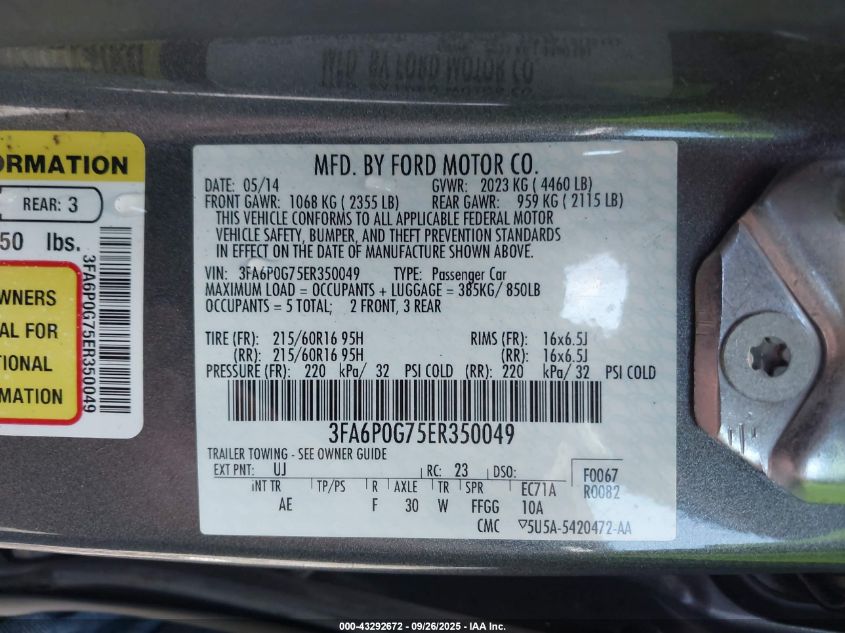 MFD. BY FORD MOTOR CO.
ORMATION
REAR: 3
50 lbs.
3FA6P0G75ER350049
WNERS
AL FOR
TIONAL
RMATION
MFD. BY FORD MOTOR CO.
DATE: 05/14 GVWR: 2023 KG ( 4460 LB)
FRONT GAWR: 1068 KG ( 2355 LB) REAR GAWR: 959 KG ( 2115 LB)
THIS VEHICLE CONFORMS TO ALL APPLICABLE FEDERAL MOTOR
VEHICLE SAFETY, BUMPER, AND THEFT PREVENTION STANDARDS
IN EFFECT ON THE DATE OF MANUFACTURE SHOWN ABOVE.
VIN: 3FA6P0G75ER350049 TYPE: Passenger Car
MAXIMUM LOAD = OCCUPANTS + LUGGAGE = 385KG/ 850LB
OCCUPANTS = 5 TOTAL; 2 FRONT, 3 REAR
TIRE (FR): 215/60R16 95H RIMS (FR): 16x6.5J
(RR): 215/60R16 95H (RR): 16x6.5J
PRESSURE (FR): 220 kPa/ 32 PSI COLD (RR): 220 kPa/ 32 PSI COLD
3FA6P0G75ER350049
TRAILER TOWING - SEE OWNER GUIDE
EXT PNT: UJ RC: 23 DSO: F0067
R0082
INT TR TP/PS R AXLE TR SPR EC71A
AE F 30 W FFGG 10A
CMC ▽5U5A-5420472-AA
000-43292672 - 09/26/2025 - IAA Inc.